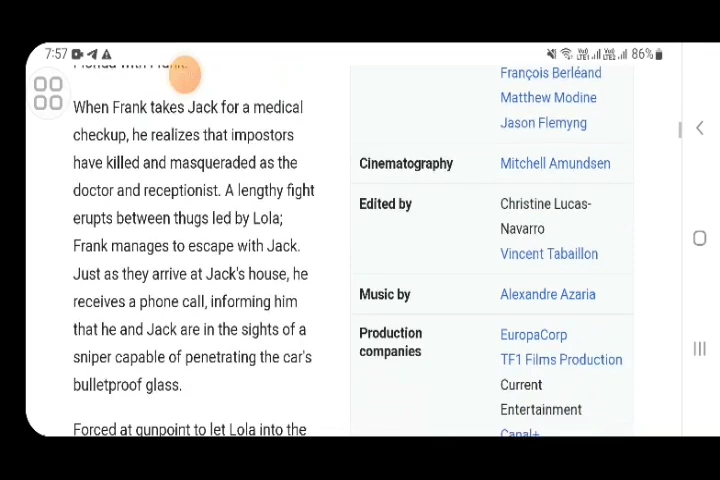 7:57
86%
When Frank takes Jack for a medical
checkup, he realizes that impostors
have killed and masqueraded as the
doctor and receptionist. A lengthy fight
erupts between thugs led by Lola;
Frank manages to escape with Jack.
Just as they arrive at Jack's house, he
receives a phone call, informing him
that he and Jack are in the sights of a
sniper capable of penetrating the car's
bulletproof glass.
Forced at gunpoint to let Lola into the
François Berléand
Matthew Modine
Jason Flemyng
Cinematography
Mitchell Amundsen
Edited by
Christine Lucas-
Navarro
Vincent Tabaillon
Music by
Alexandre Azaria
Production
companies
EuropaCorp
TF1 Films Production
Current
Entertainment
Canal+